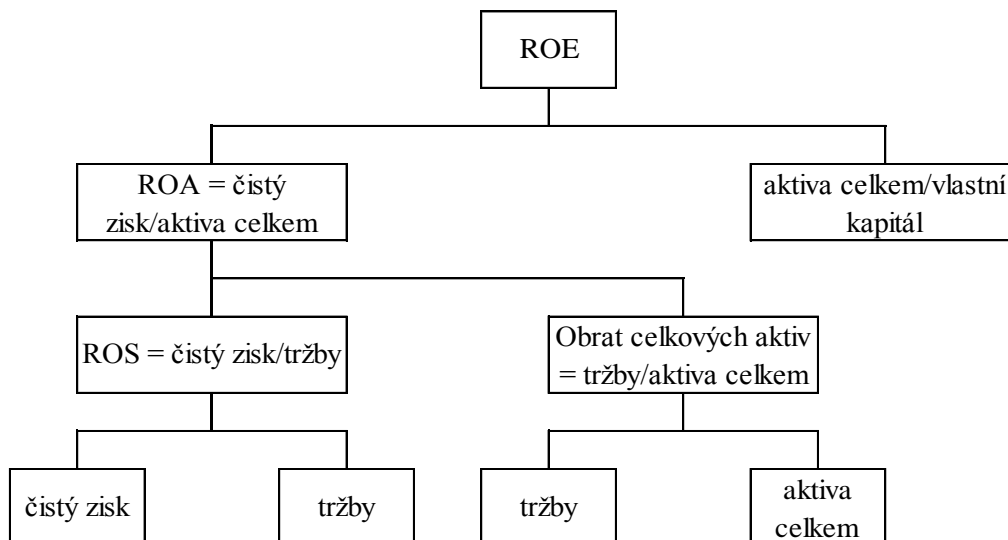 ROE
ROA = čistý
zisk/aktiva celkem
aktiva celkem/vlastní
kapitál
ROS = čistý zisk/tržby
Obrat celkových aktiv
= tržby/aktiva celkem
čistý zisk
tržby
tržby
aktiva
celkem